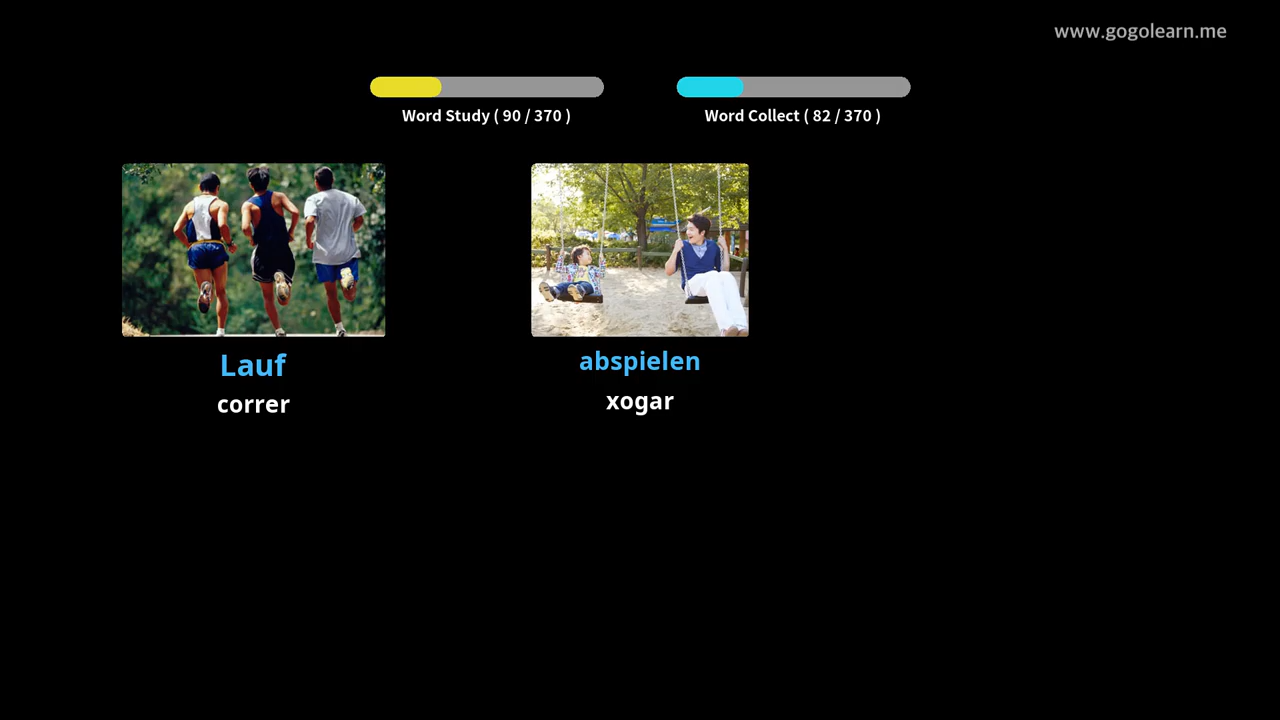 www.gogolearn.me
Word Study ( 90 / 370 )
Word Collect ( 82 / 370 )
Lauf
correr
abspielen
xogar